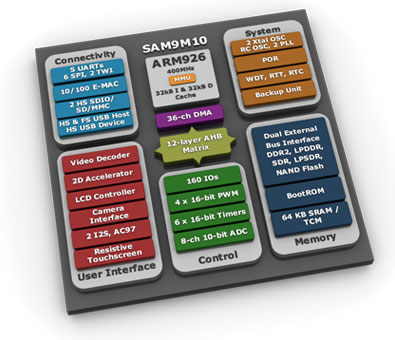 Connectivity
5 UARTs
6 SPI, 2 TWI
10/100 E-MAC
2 HS SDIO/
SD/MMC
HS & FS USB Host
HS USB Device
SAM9M10
ARM926
400MHz
MMU
32kB I & 32kB D
Cache
36-ch DMA
12-layer AHB
Matrix
System
2 Xtal OSC
RC OSC, 2 PLL
POR
WDT, RTT, RTC
Backup Unit
Video Decoder
2D Accelerator
LCD Controller
Camera
Interface
2 I2S, AC97
Resistive
Touchscreen
User Interface
160 IOs
4 x 16-bit PWM
6 x 16-bit Timers
8-ch 10-bit ADC
Control
Dual External
Bus Interface
DDR2, LPDDR,
SDR, LPSDR,
NAND Flash
BootROM
64 KB SRAM /
TCM
Memory